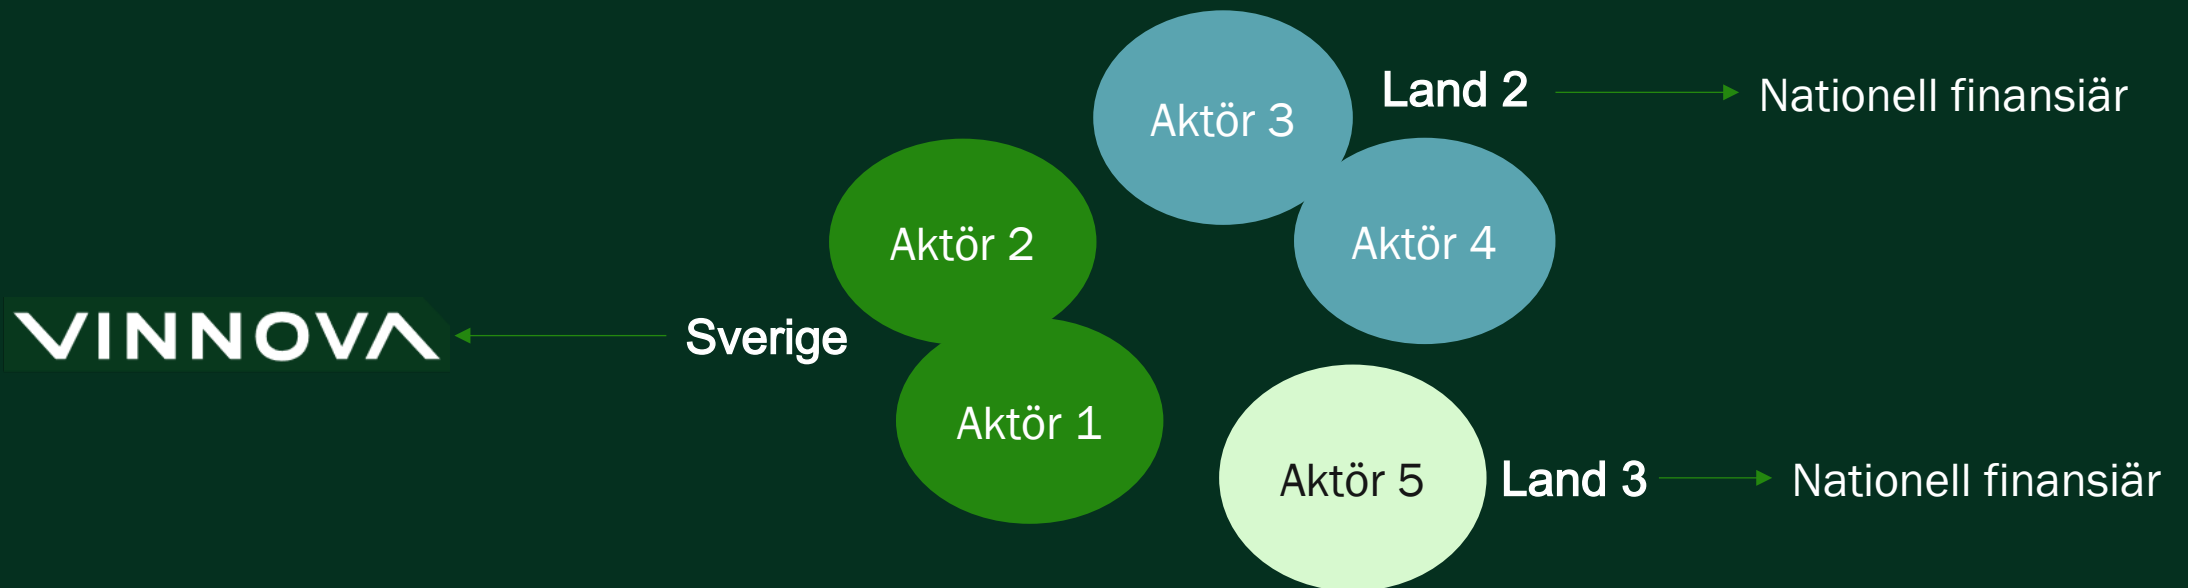 VINNOVA
Sverige
Aktör 2
Aktör 1
Aktör 3
Aktör 4
Land 2
Nationell finansiär
Aktör 5
Land 3
Nationell finansiär